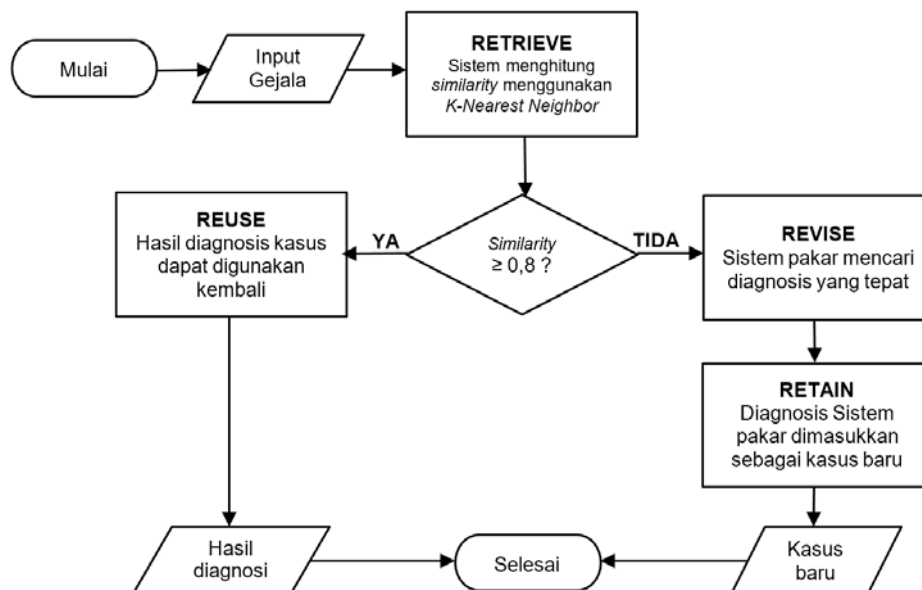 Mulai
Input
Gejala
RETRIEVE
Sistem menghitung
similarity menggunakan
K-Nearest Neighbor
REUSE
Hasil diagnosis kasus
dapat digunakan
kembali
YA
Similarity
≥ 0,8 ?
TIDA
REVISE
Sistem pakar mencari
diagnosis yang tepat
RETAIN
Diagnosis Sistem
pakar dimasukkan
sebagai kasus baru
Hasil
diagnosi
Selesai
Kasus
baru